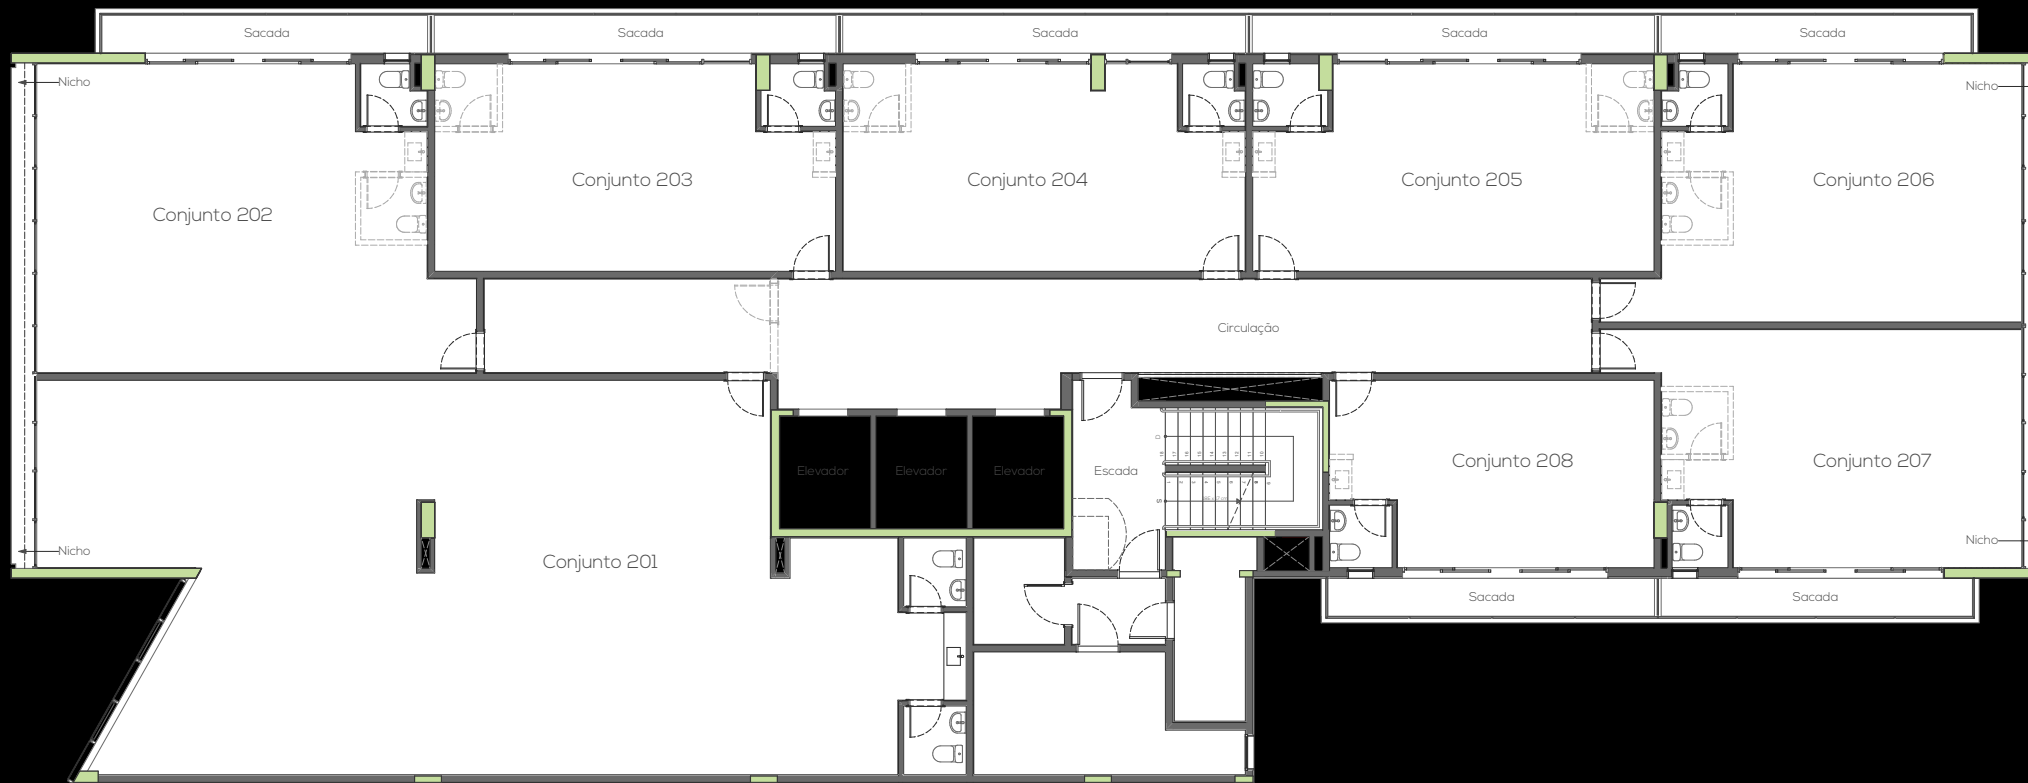 Sacada
Sacada
Sacada
Sacada
Sacada
Nicho
Nicho
Conjunto 202
Conjunto 203
Conjunto 204
Conjunto 205
Conjunto 206
Circulação
Elevador
Elevador
Elevador
Escada
D
S
Conjunto 208
Conjunto 207
Nicho
Conjunto 201
Nicho
Sacada
Sacada